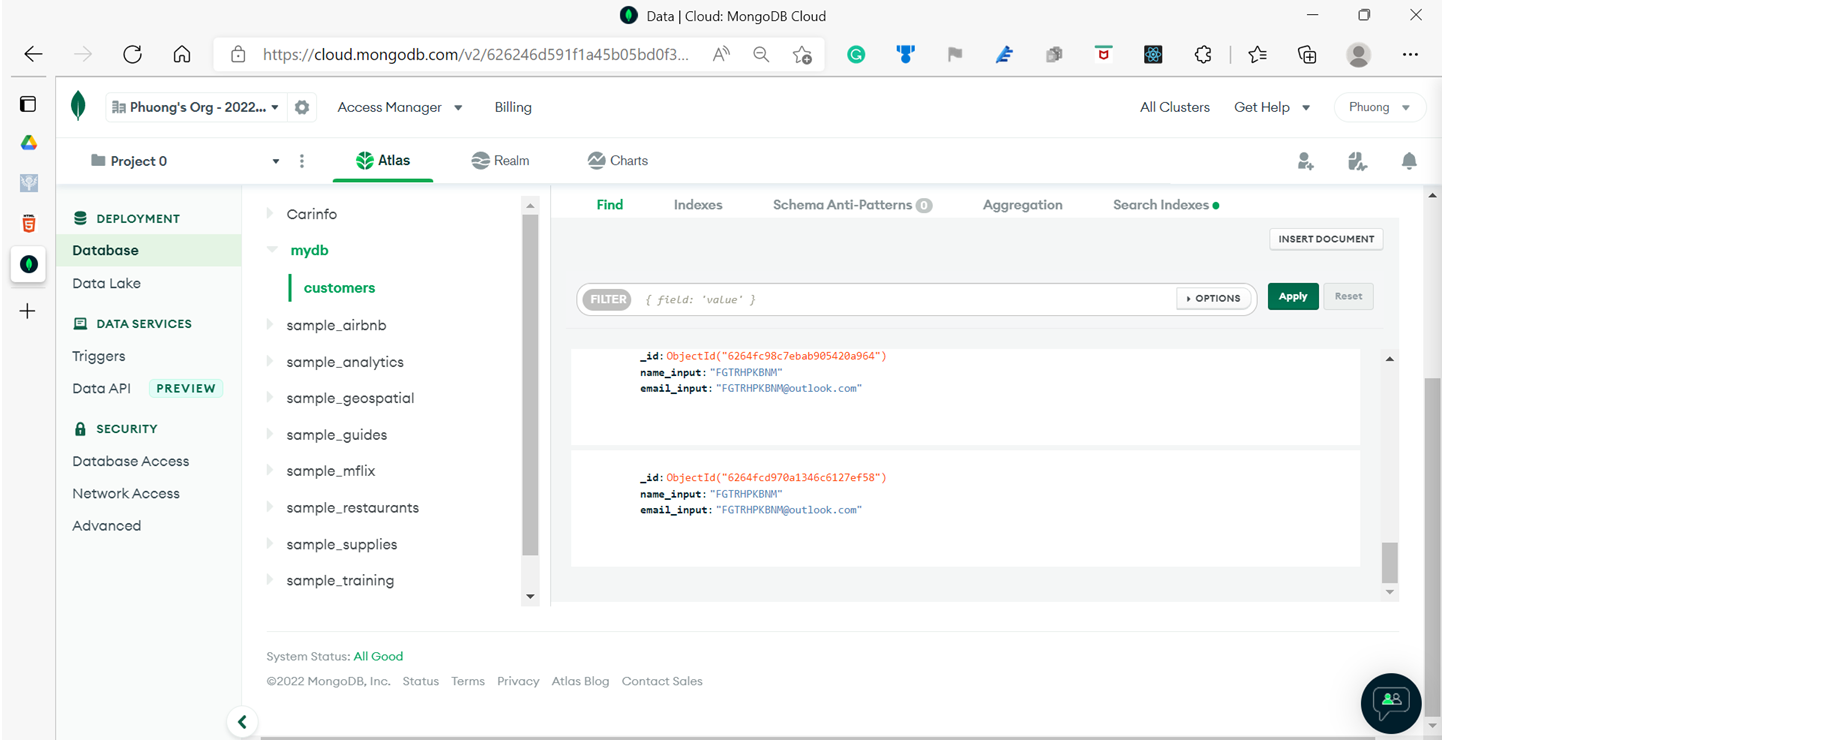 Data | Cloud: MongoDB Cloud
https://cloud.mongodb.com/v2/626246d591f1a45b05bd0f3...
Phuong's Org - 2022...
Access Manager
Billing
All Clusters
Get Help
Phuong
Project 0
Atlas
Realm
Charts
DEPLOYMENT
Database
Data Lake
DATA SERVICES
Triggers
Data API PREVIEW
SECURITY
Database Access
Network Access
Advanced
Carinfo
mydb
customers
sample_airbnb
sample_analytics
sample_geospatial
sample_guides
sample_mflix
sample_restaurants
sample_supplies
sample_training
Find
Indexes
Schema Anti-Patterns 0
Aggregation
Search Indexes
INSERT DOCUMENT
FILTER { field: 'value' }
OPTIONS
Apply
Reset
_id: ObjectId("6264fc98c7ebab905420a964")
name_input: "FGTRHPKBNM"
email_input: "FGTRHPKBNM@outlook.com"
_id: ObjectId("6264fcd970a1346c6127ef58")
name_input: "FGTRHPKBNM"
email_input: "FGTRHPKBNM@outlook.com"
System Status: All Good
©2022 MongoDB, Inc. Status Terms Privacy Atlas Blog Contact Sales